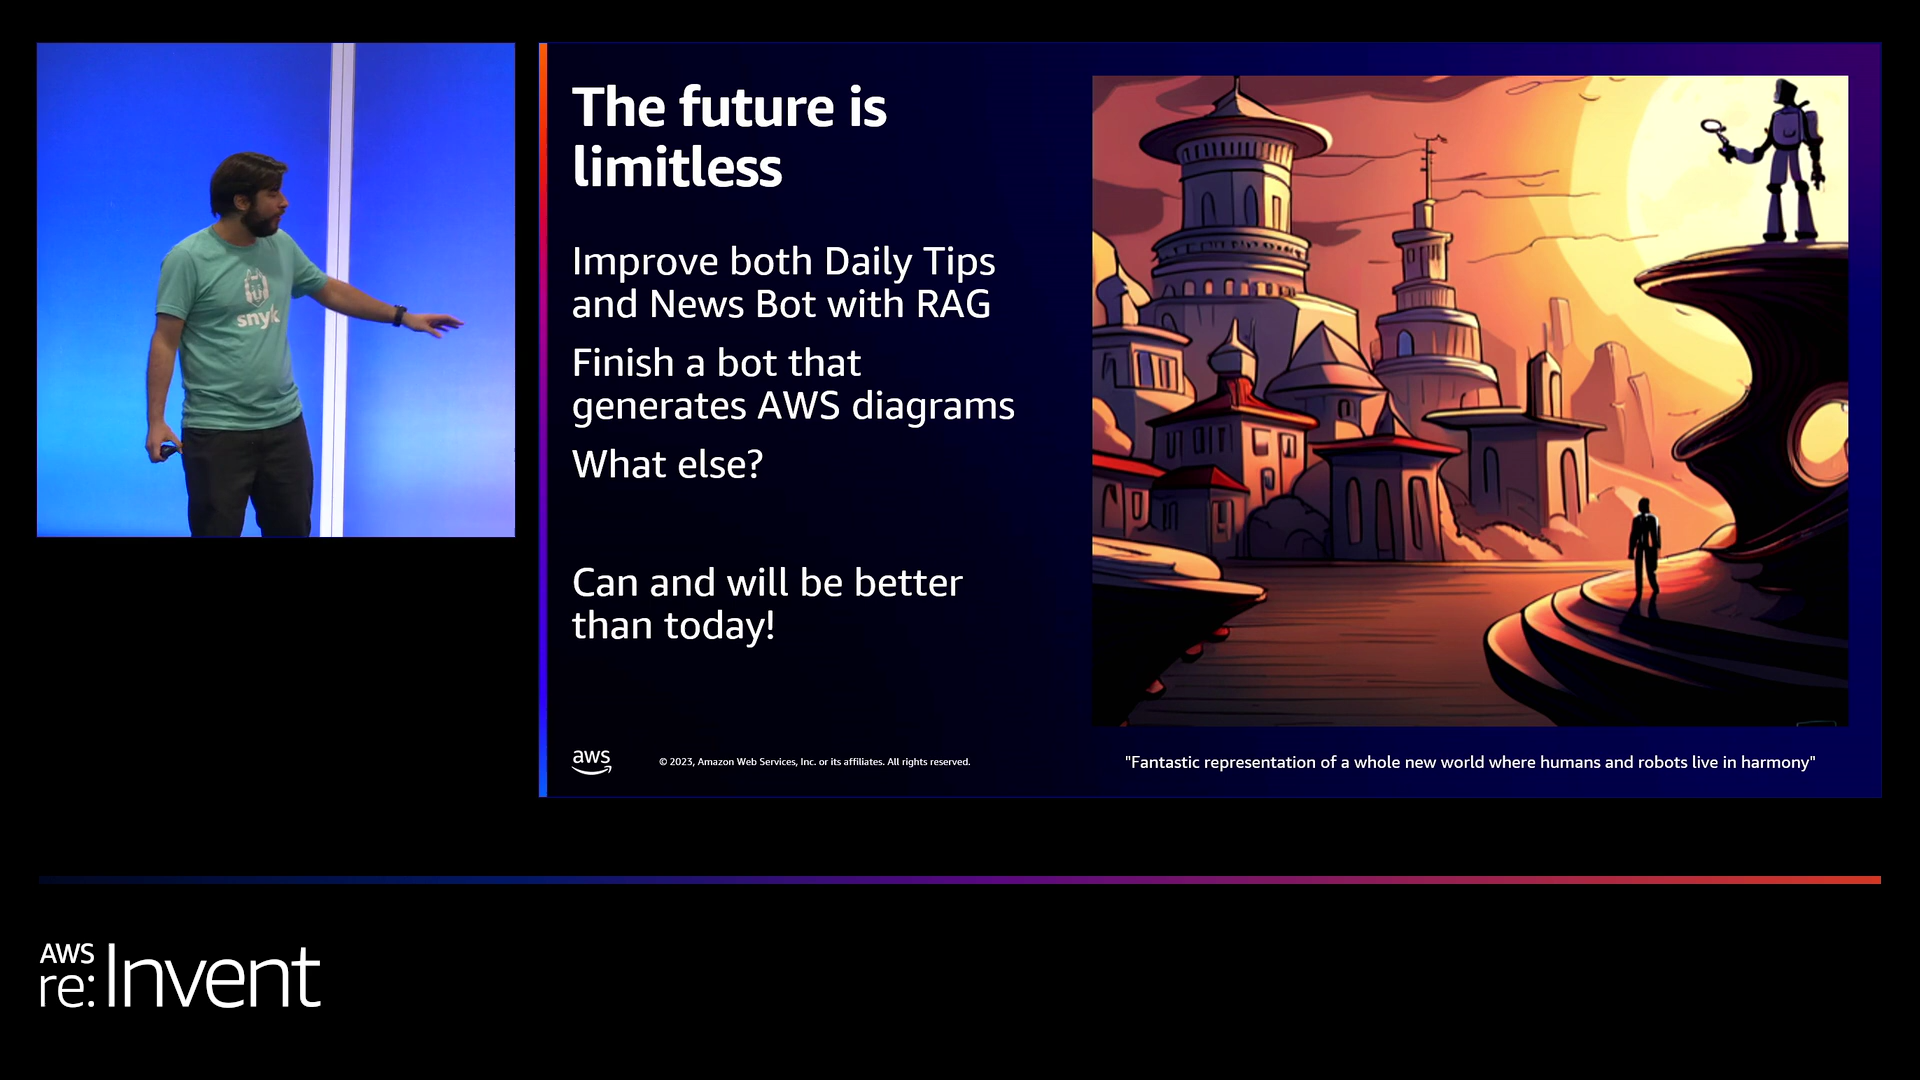 snyk
The future is
limitless
Improve both Daily Tips
and News Bot with RAG
Finish a bot that
generates AWS diagrams
What else?
Can and will be better
than today!
aws
© 2023, Amazon Web Services, Inc. or its affiliates. All rights reserved.
"Fantastic representation of a whole new world where humans and robots live in harmony"
AWS
re:Invent